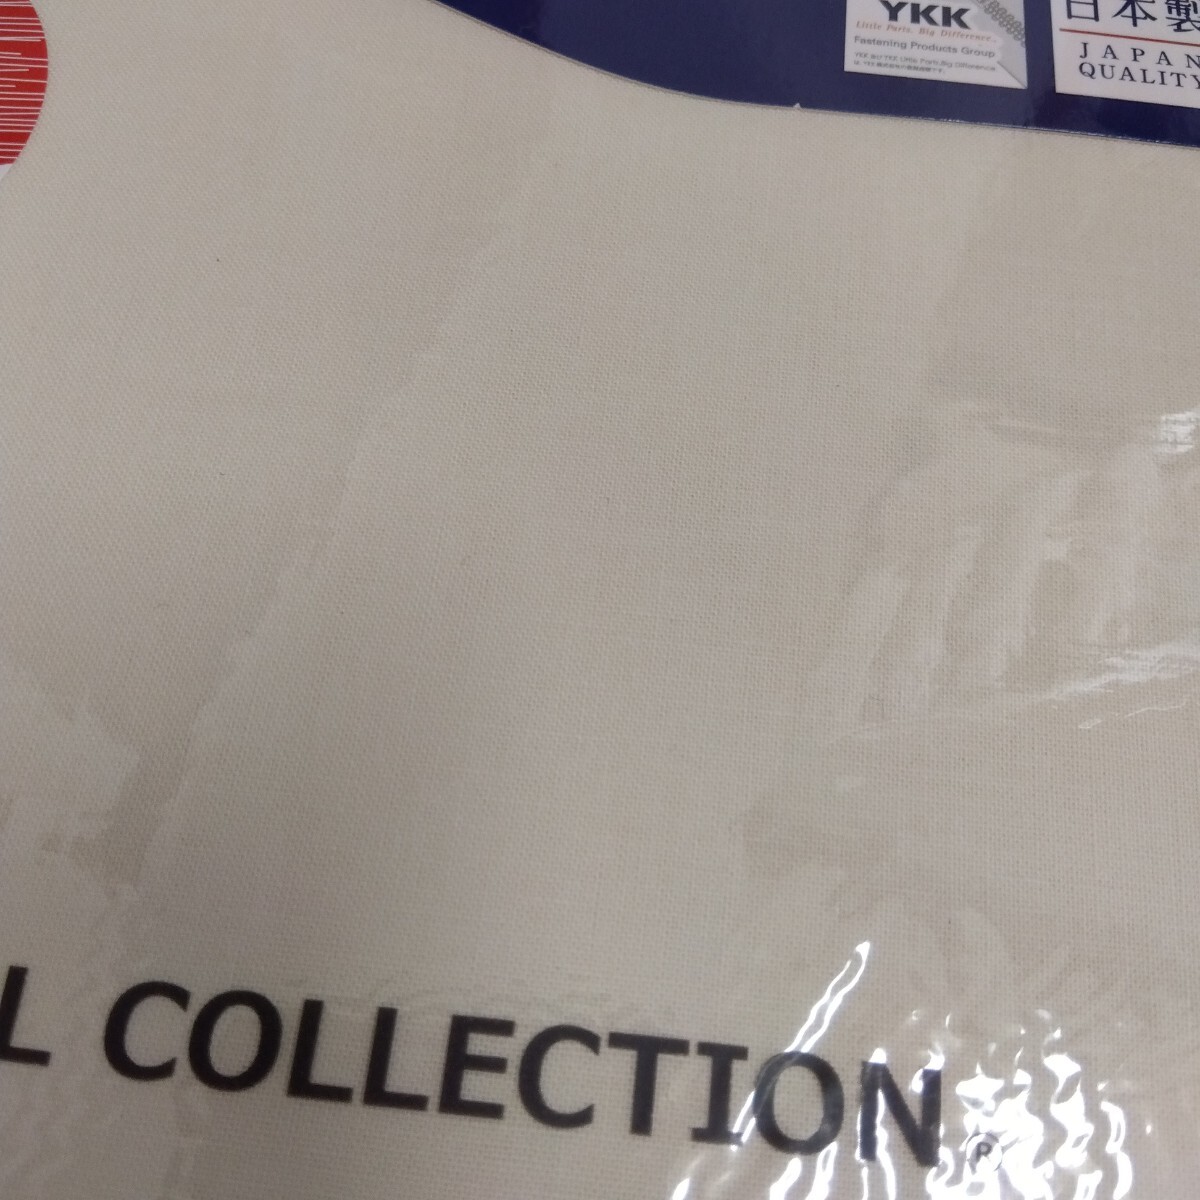 YKK
Little Parts. Big Difference.
Fastening Products Group
日本製
JAPAN
QUALITY
L COLLECTION®